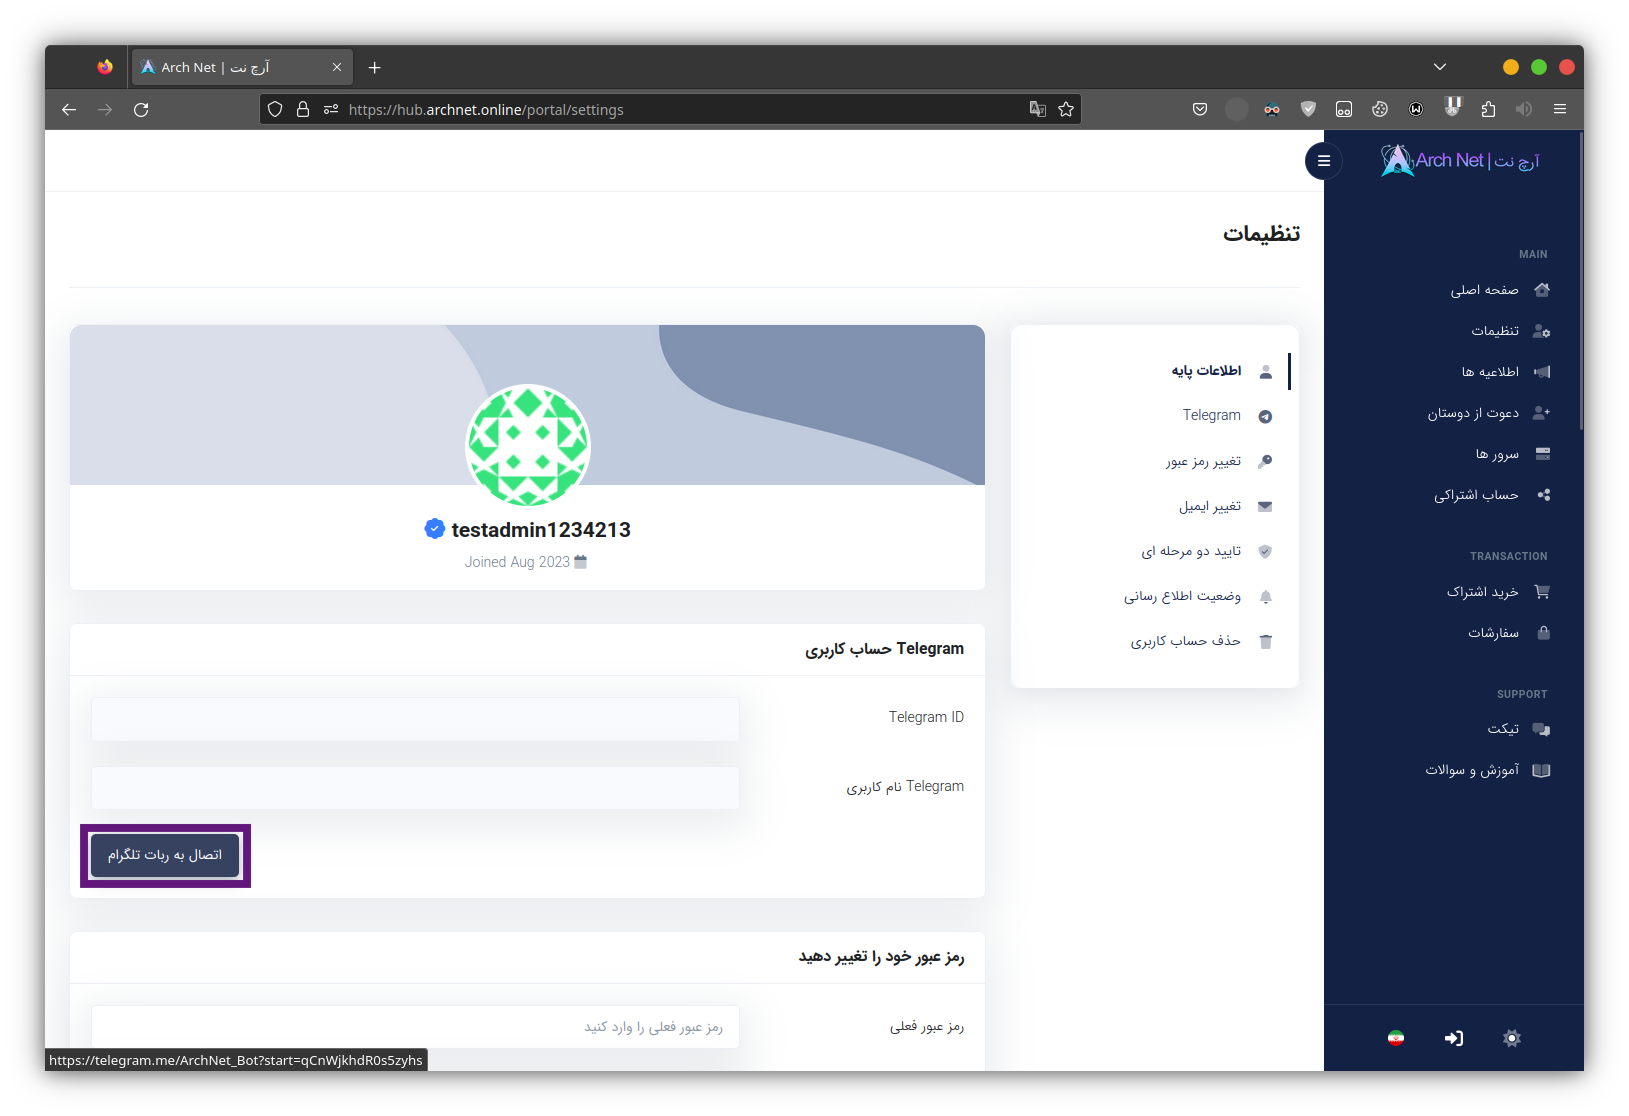 Arch Net | آرچ نت
https://hub.archnet.online/portal/settings
Arch Net | آرچ نت
MAIN
صفحه اصلی
تنظیمات
اطلاعیه ها
دعوت از دوستان
سرور ها
حساب اشتراکی
TRANSACTION
خرید اشتراک
سفارشات
SUPPORT
تیکت
آموزش و سوالات
تنظیمات
اطلاعات پایه
Telegram
تغییر رمز عبور
تغییر ایمیل
تایید دو مرحله ای
وضعیت اطلاع رسانی
حذف حساب کاربری
testadmin1234213
Joined Aug 2023
Telegram حساب کاربری
Telegram ID
Telegram نام کاربری
اتصال به ربات تلگرام
رمز عبور خود را تغییر دهید
رمز عبور فعلی
رمز عبور فعلی را وارد کنید
https://telegram.me/ArchNet_Bot?start=qCnWjkhdR0s5zyhs